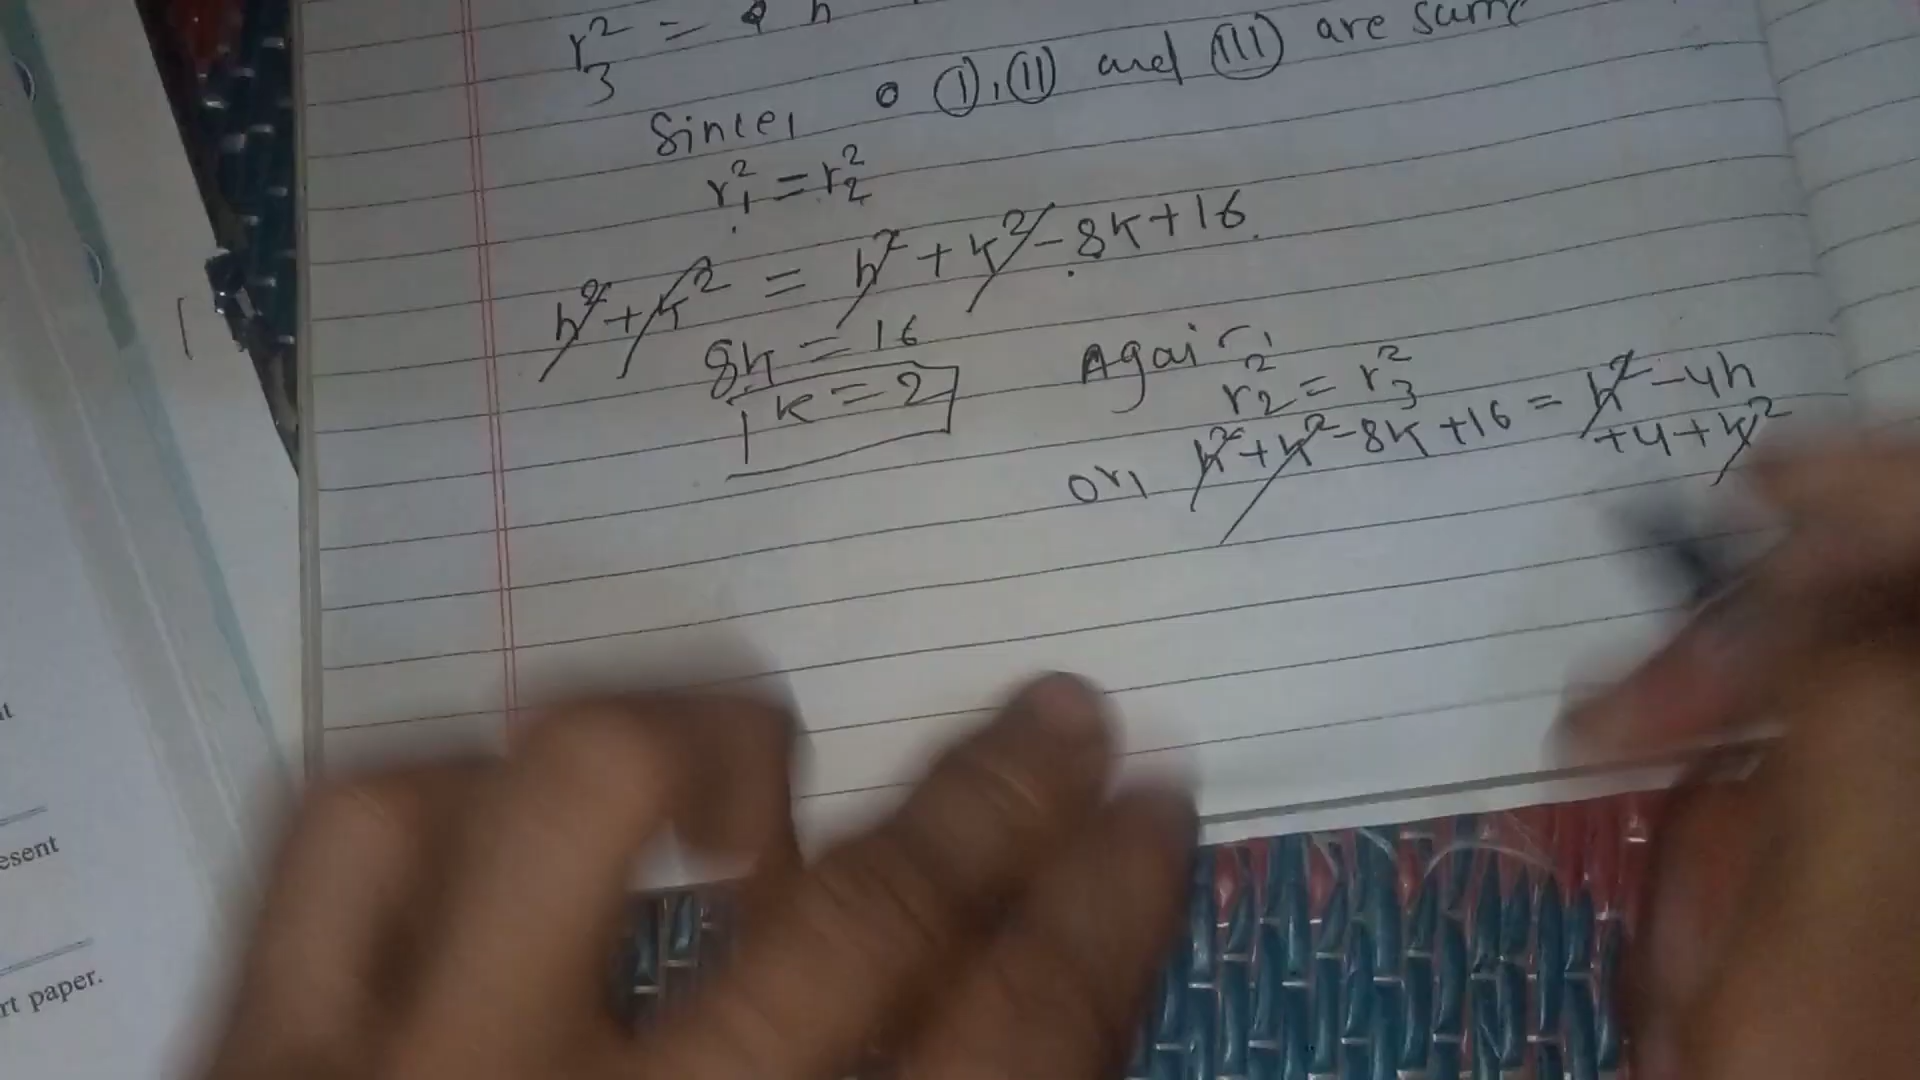 r₃² = h
Since, (I), (II) and (III) are same
r₁² = r₂²
h² + k² = h² + k² - 8k + 16
8k = 16
k = 2
Again,
r₂² = r₃²
or, h² + k² - 8k + 16 = h² - 4h
+ 4 + k²
esent
rt paper.